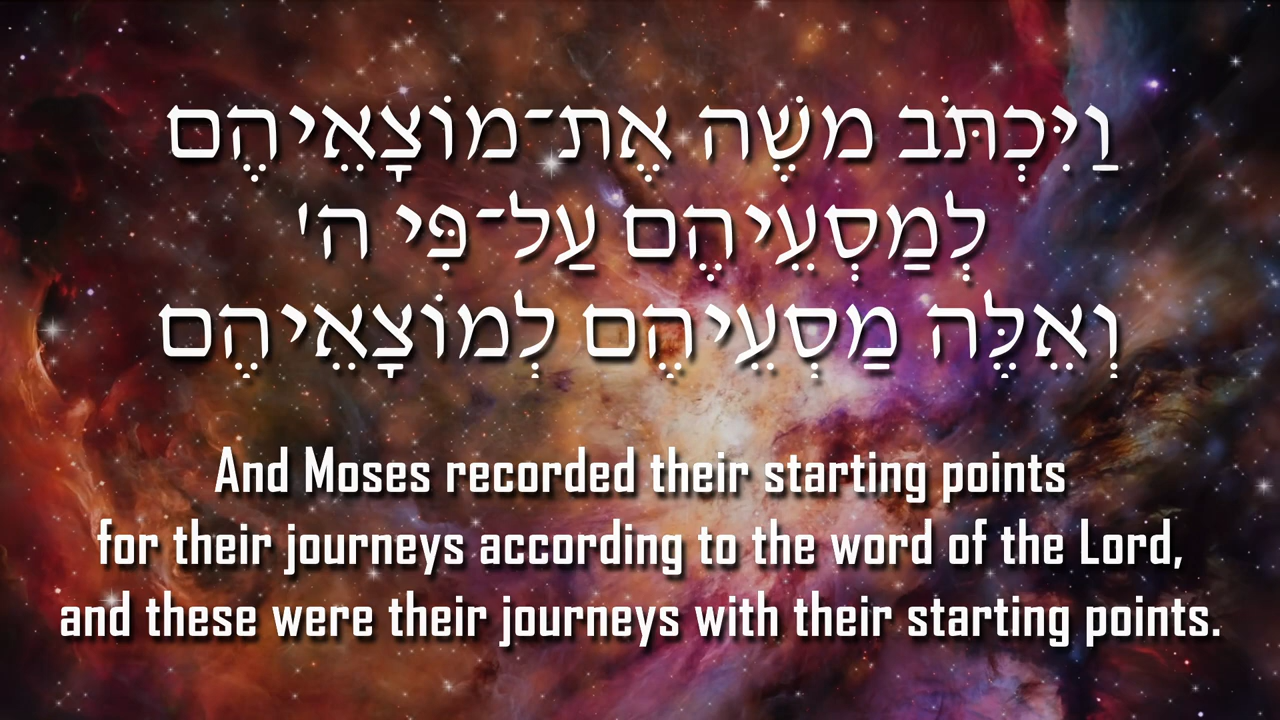 וַיִּכְתֹּב מֹשֶׁה אֶת־מוֹצָאֵיהֶם
לְמַסְעֵיהֶם עַל־פִּי ה'
וְאֵלֶּה מַסְעֵיהֶם לְמוֹצָאֵיהֶם
And Moses recorded their starting points
for their journeys according to the word of the Lord,
and these were their journeys with their starting points.